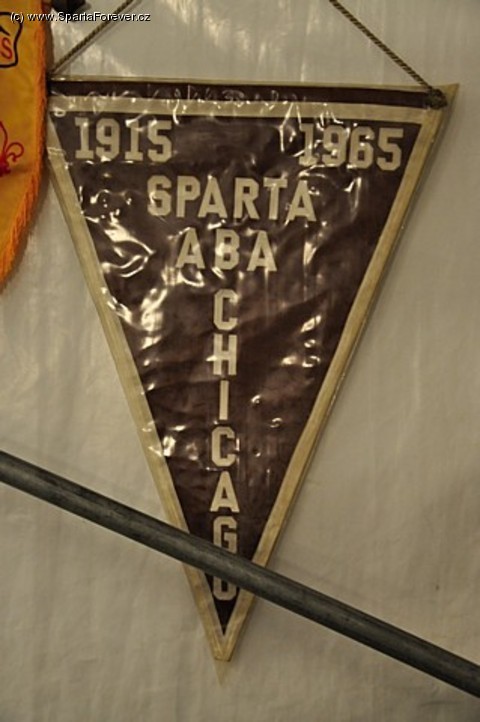 (c) www.SpartaForever.cz
S
1915 1965
SPARTA
ABA
CHICAGO